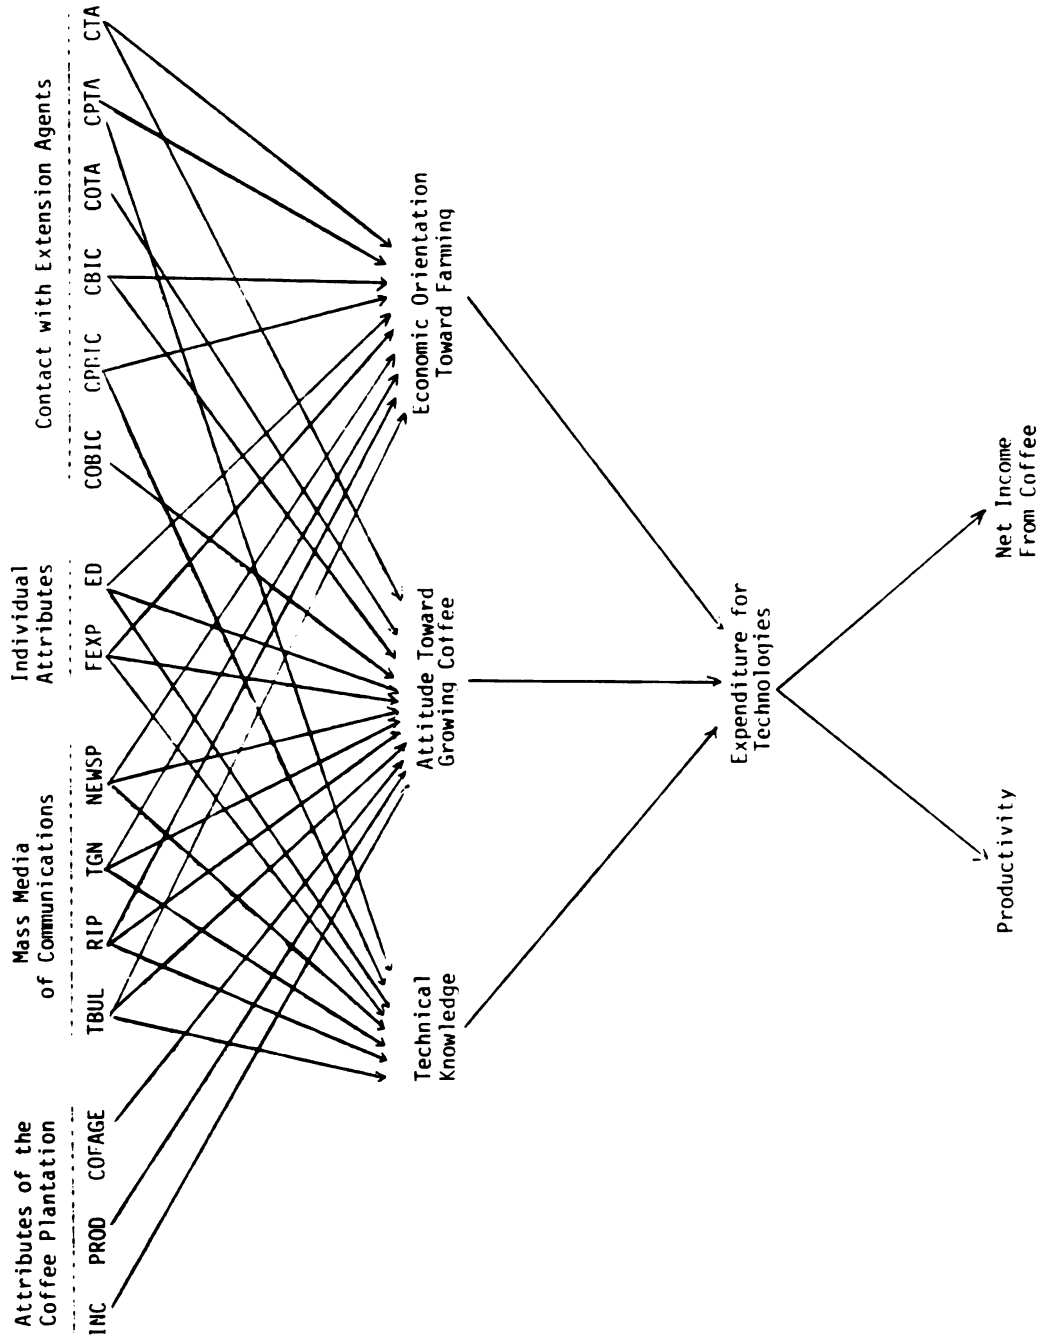 Attributes of the
Coffee Plantation
Mass Media
of Communications
Individual
Attributes
Contact with Extension Agents
INC
PROD
COFAGE
TBUL
RIP
TGN
NEWSP
FEXP
ED
COBIC
CPBIC
CBIC
COTA
CPTA
CTA
Technical
Knowledge
Attitude Toward
Growing Coffee
Economic Orientation
Toward Farming
Expenditure for
Technologies
Productivity
Net Income
From Coffee